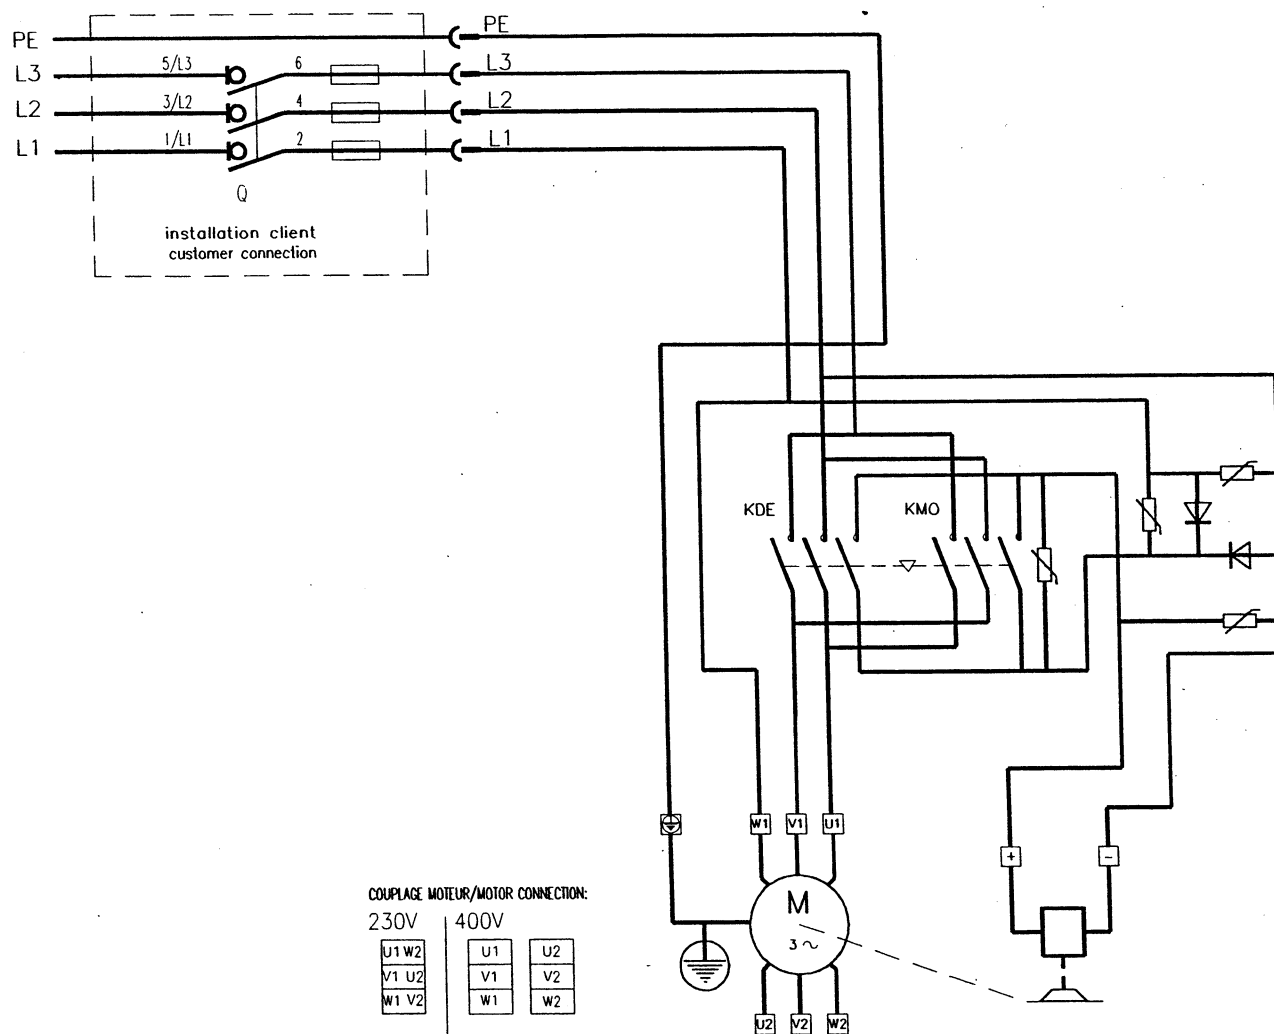 PE
PE
L3
5/L3
6
L3
L2
3/L2
4
L2
L1
1/L1
2
L1
Q
installation client
customer connection
KDE
KMO
W1
V1
U1
+
−
M
3 ~
COUPLAGE MOTEUR/MOTOR CONNECTION:
230V
400V
U1 W2
U1
U2
V1 U2
V1
V2
W1 V2
W1
W2
U2
V2
W2